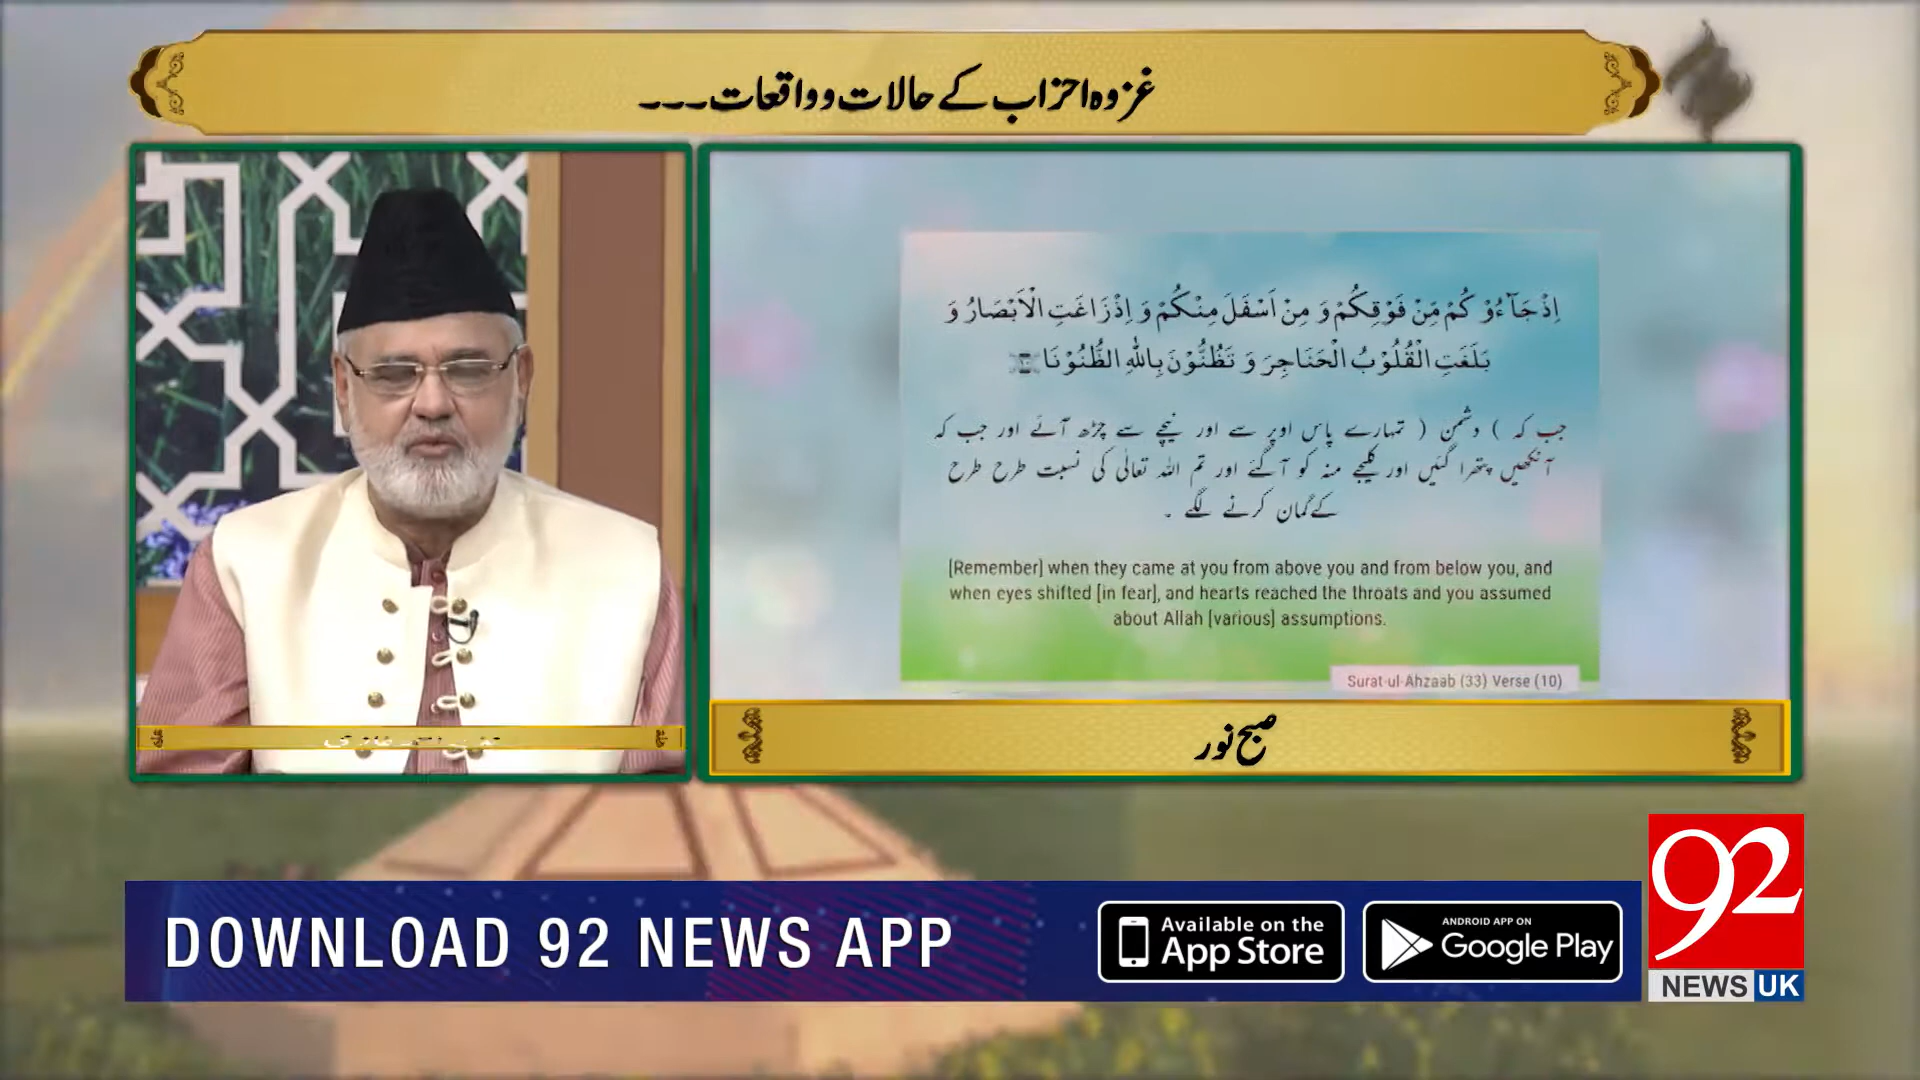 غزوہ احزاب کے حالات و واقعات۔۔۔
اِذْ جَآءُوْ كُمْ مِّنْ فَوْقِكُمْ وَ مِنْ اَسْفَلَ مِنْكُمْ وَ اِذْ زَاغَتِ الْاَبْصَارُ وَ
بَلَغَتِ الْقُلُوْبُ الْحَنَاجِرَ وَ تَظُنُّوْنَ بِاللّٰهِ الظُّنُوْنَا
جب کہ ) دشمن ( تمہارے پاس اوپر سے اور نیچے سے چڑھ آئے اور جب کہ
آنکھیں پتھرا گئیں اور کلیجے منہ کو آگئے اور تم اللہ تعالٰی کی نسبت طرح طرح
کے گمان کرنے لگے ۔
[Remember] when they came at you from above you and from below you, and
when eyes shifted [in fear], and hearts reached the throats and you assumed
about Allah [various] assumptions.
Surat-ul-Ahzaab (33) Verse (10)
صبح نور
DOWNLOAD 92 NEWS APP
Available on the
App Store
ANDROID APP ON
Google Play
92
NEWS UK